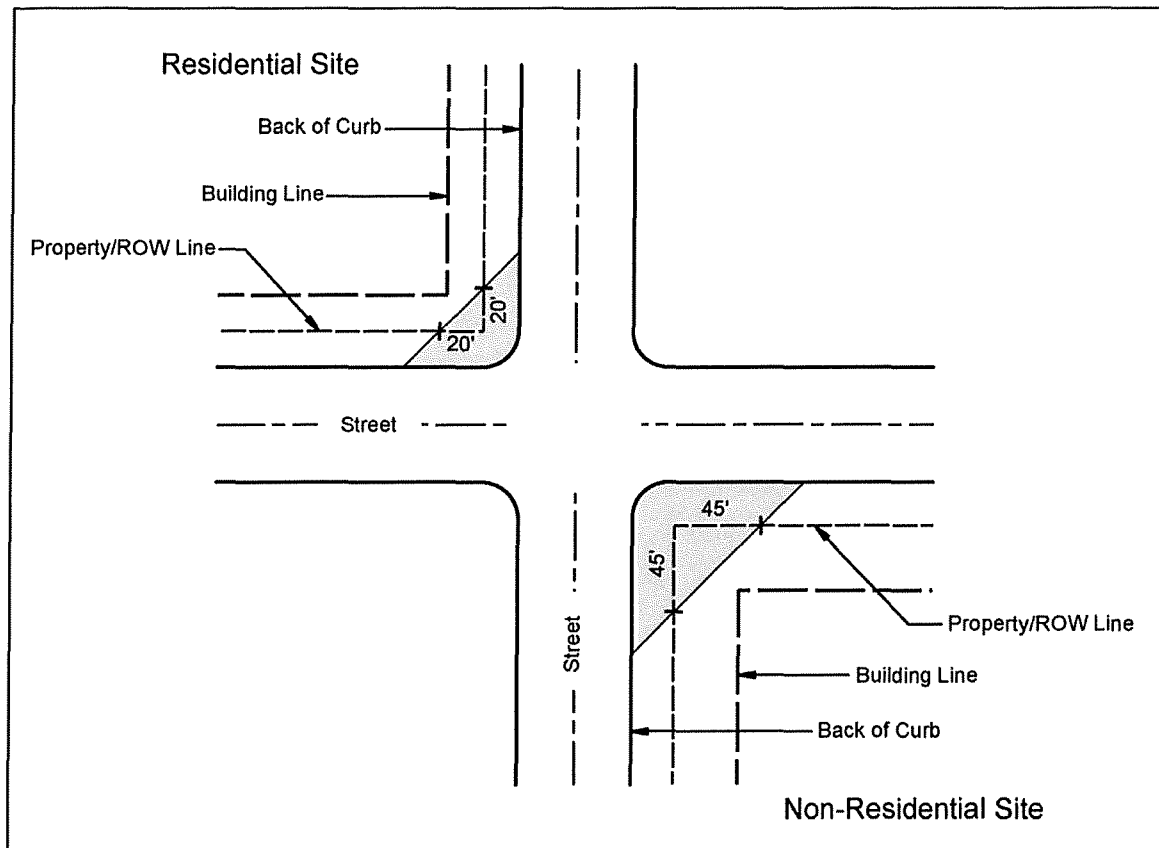 Residential Site
Back of Curb
Building Line
Property/ROW Line
20'
20'
Street
45'
45'
Street
Property/ROW Line
Building Line
Back of Curb
Non-Residential Site